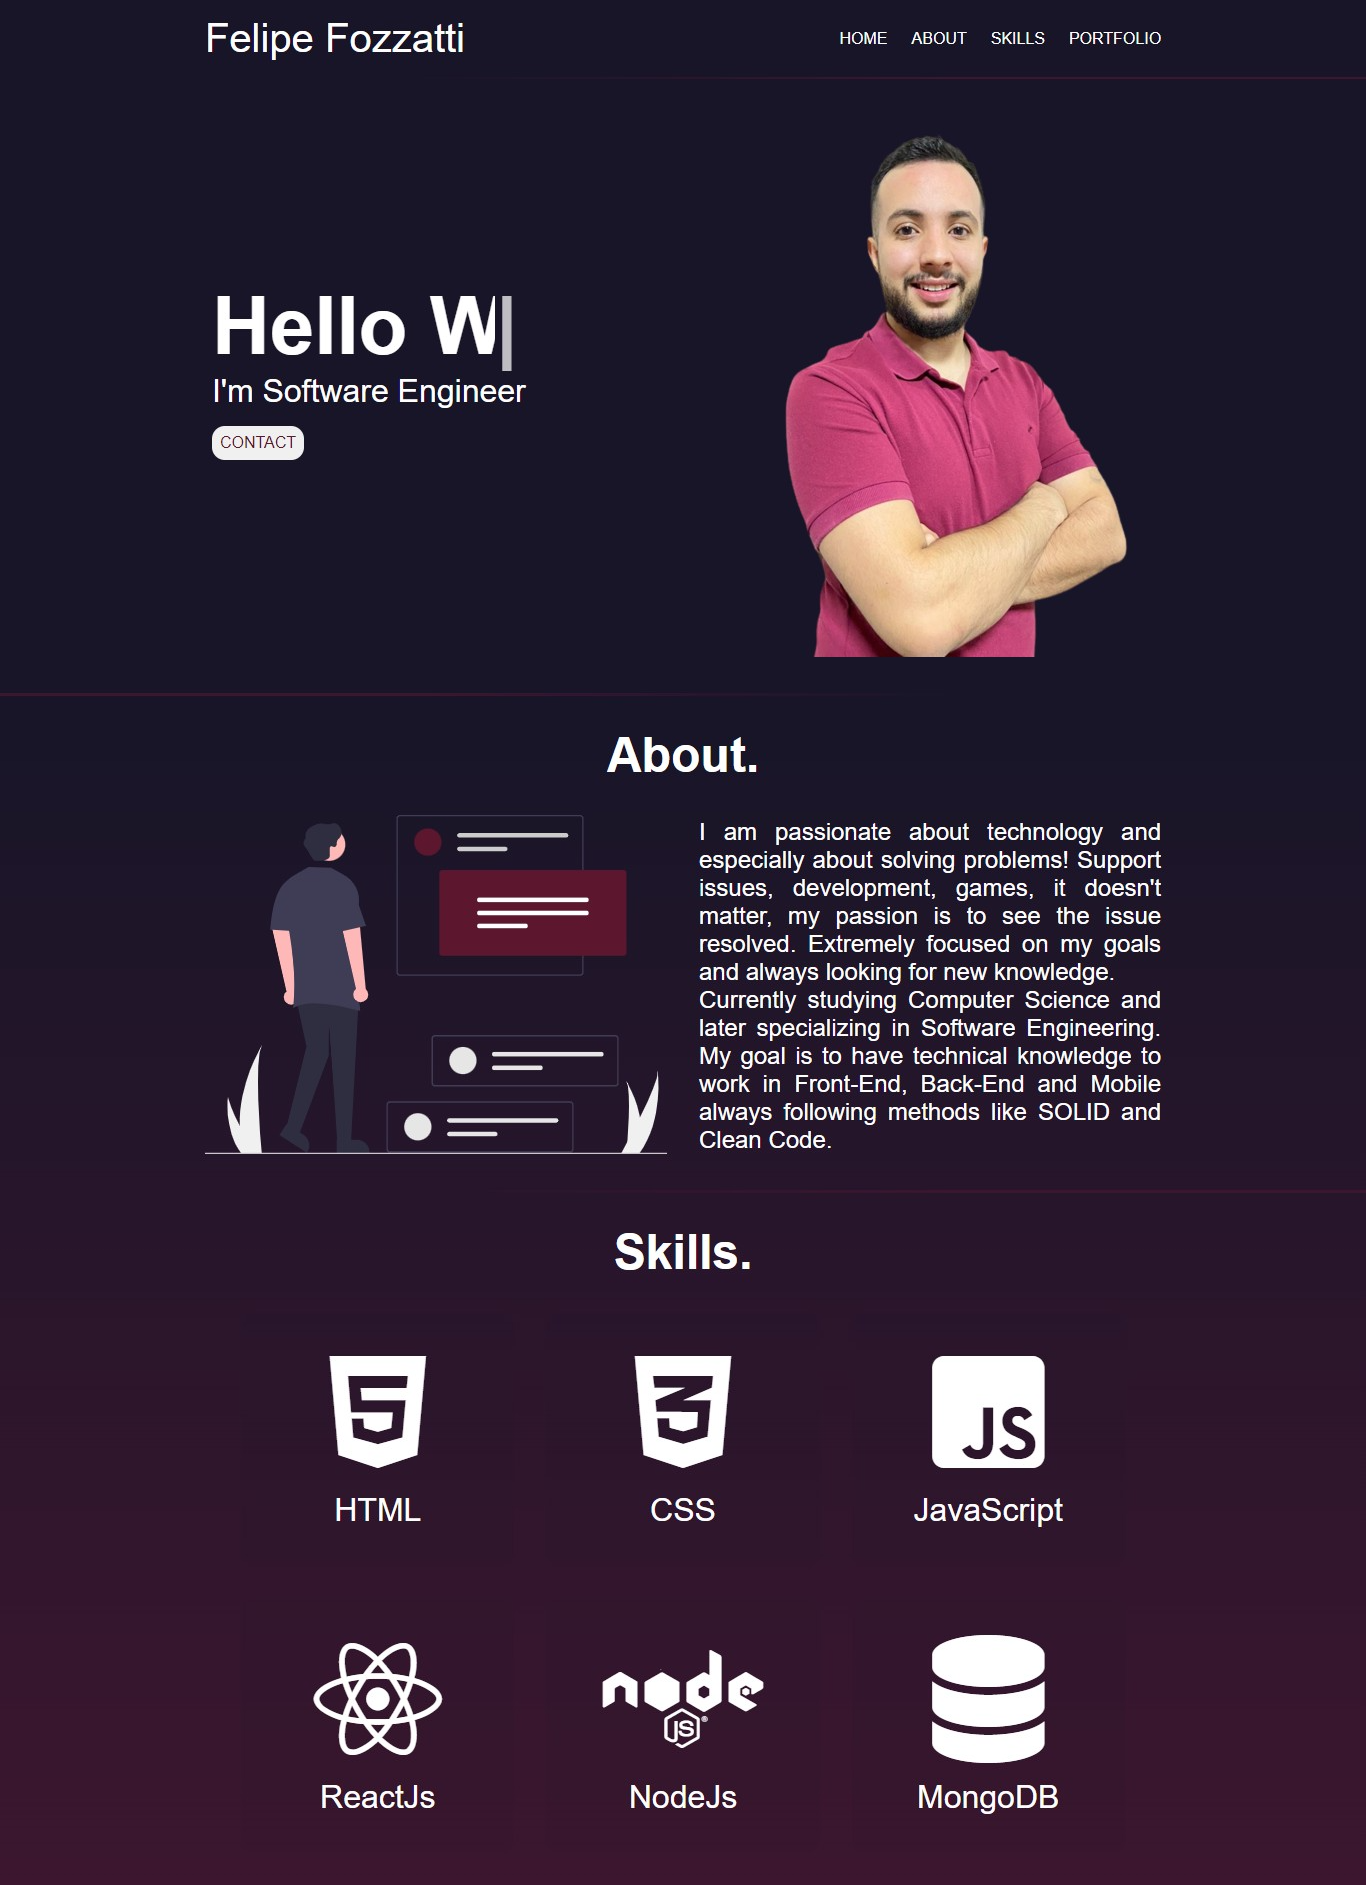 Felipe Fozzatti
HOME ABOUT SKILLS PORTFOLIO
Hello W
I'm Software Engineer
CONTACT
About.
I am passionate about technology and
especially about solving problems! Support
issues, development, games, it doesn't
matter, my passion is to see the issue
resolved. Extremely focused on my goals
and always looking for new knowledge.
Currently studying Computer Science and
later specializing in Software Engineering.
My goal is to have technical knowledge to
work in Front-End, Back-End and Mobile
always following methods like SOLID and
Clean Code.
Skills.
5
3
JS
HTML
CSS
JavaScript
node
JS®
ReactJs
NodeJs
MongoDB